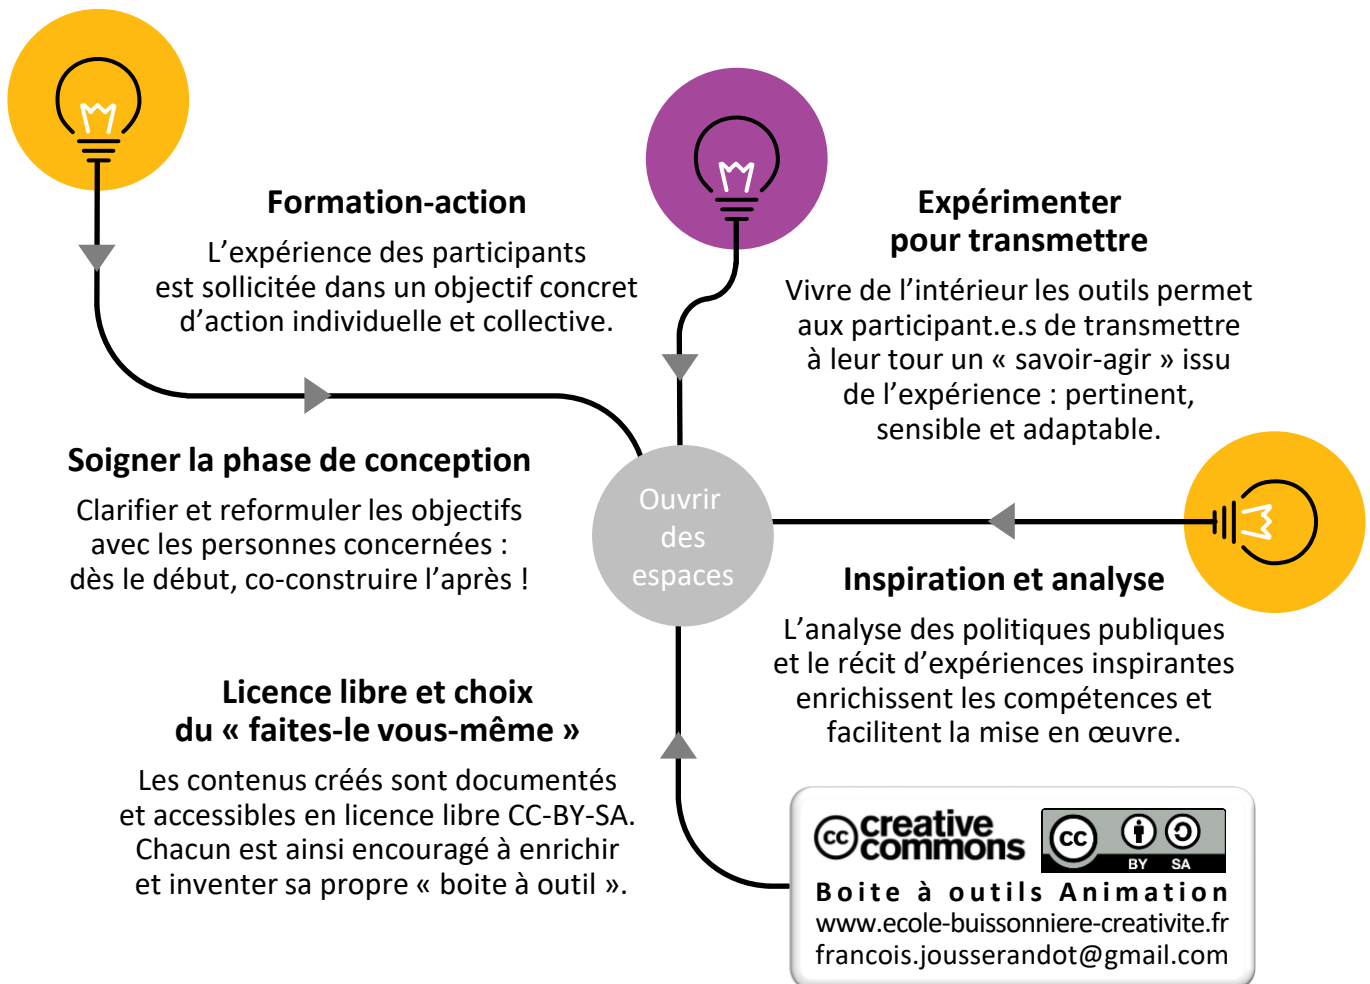 Formation-action
L’expérience des participants
est sollicitée dans un objectif concret
d’action individuelle et collective.
Expérimenter
pour transmettre
Vivre de l’intérieur les outils permet
aux participant.e.s de transmettre
à leur tour un « savoir-agir » issu
de l’expérience : pertinent,
sensible et adaptable.
Soigner la phase de conception
Clarifier et reformuler les objectifs
avec les personnes concernées :
dès le début, co-construire l’après !
Ouvrir
des
espaces
Inspiration et analyse
L’analyse des politiques publiques
et le récit d’expériences inspirantes
enrichissent les compétences et
facilitent la mise en œuvre.
Licence libre et choix
du « faites-le vous-même »
Les contenus créés sont documentés
et accessibles en licence libre CC-BY-SA.
Chacun est ainsi encouragé à enrichir
et inventer sa propre « boite à outil ».
cc creative
commons
cc
BY SA
Boite à outils Animation
www.ecole-buissonniere-creativite.fr
francois.jousserandot@gmail.com